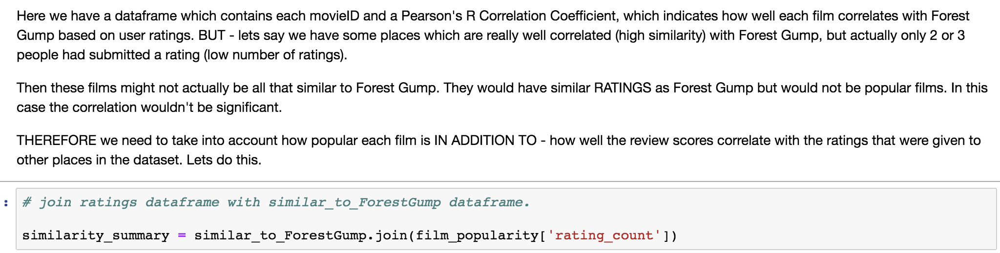 Here we have a dataframe which contains each movieID and a Pearson's R Correlation Coefficient, which indicates how well each film correlates with Forest
Gump based on user ratings. BUT - lets say we have some places which are really well correlated (high similarity) with Forest Gump, but actually only 2 or 3
people had submitted a rating (low number of ratings).
Then these films might not actually be all that similar to Forest Gump. They would have similar RATINGS as Forest Gump but would not be popular films. In this
case the correlation wouldn't be significant.
THEREFORE we need to take into account how popular each film is IN ADDITION TO - how well the review scores correlate with the ratings that were given to
other places in the dataset. Lets do this.
: # join ratings dataframe with similar_to_ForestGump dataframe.
similarity_summary = similar_to_ForestGump.join(film_popularity['rating_count'])